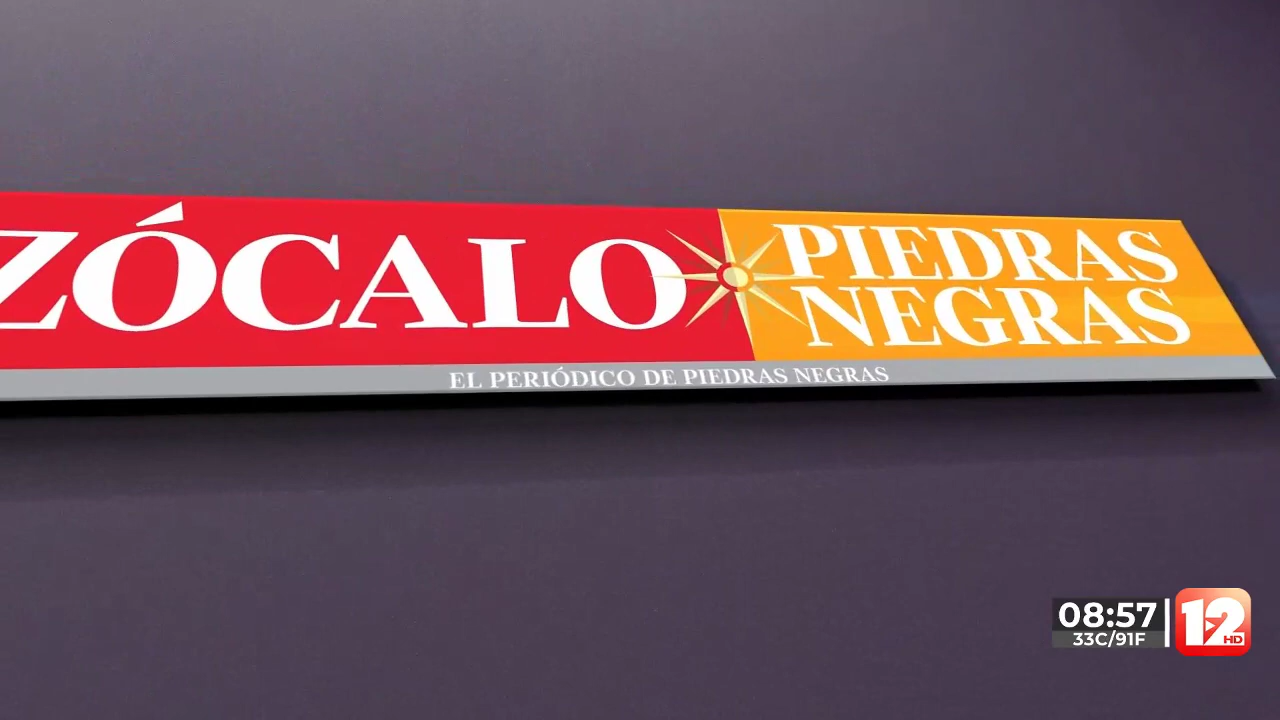 ZÓCALO
PIEDRAS
NEGRAS
EL PERIÓDICO DE PIEDRAS NEGRAS
08:57
33C/91F
12
HD